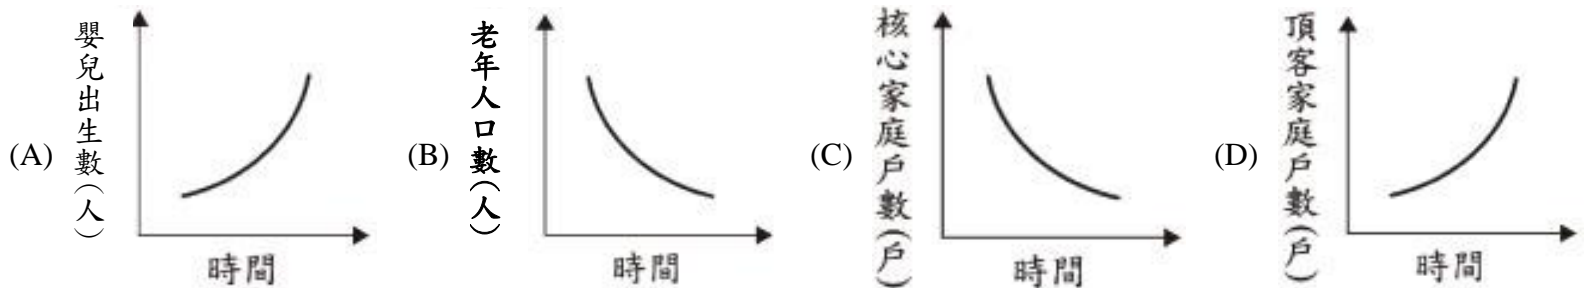 (A) 嬰兒出生數(人)
時間
(B) 老年人口數(人)
時間
(C) 核心家庭戶數(戶)
時間
(D) 頂客家庭戶數(戶)
時間